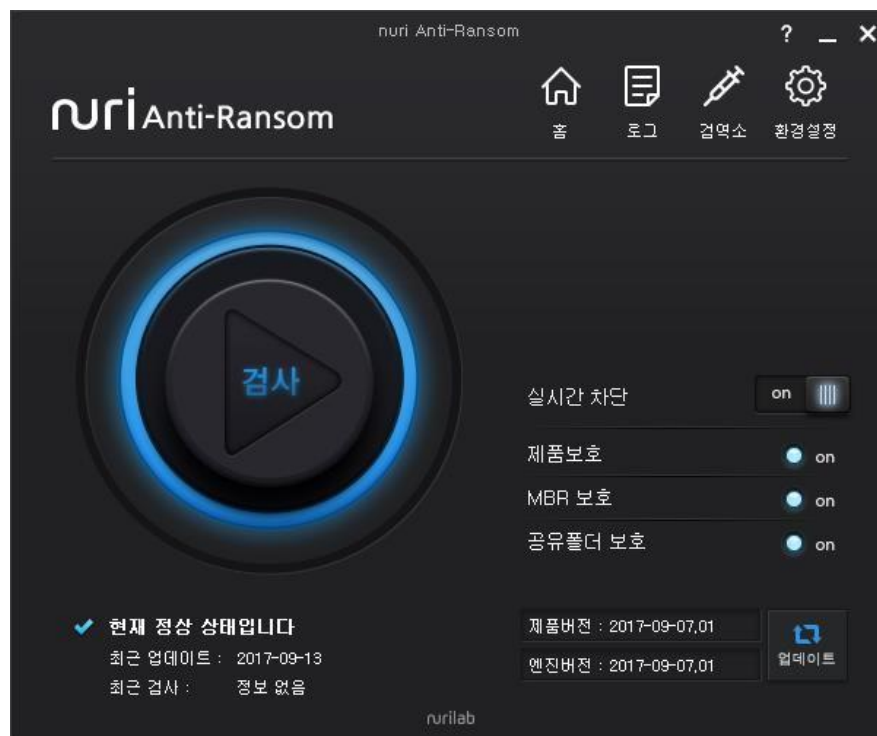 nuri Anti-Ransom
? _ ×
nuri Anti-Ransom
홈 로그 검역소 환경설정
검사
실시간 차단 on
제품보호 on
MBR 보호 on
공유폴더 보호 on
현재 정상 상태입니다
최근 업데이트 : 2017-09-13
최근 검사 : 정보 없음
제품버전 : 2017-09-07,01
엔진버전 : 2017-09-07,01
업데이트
nurilab